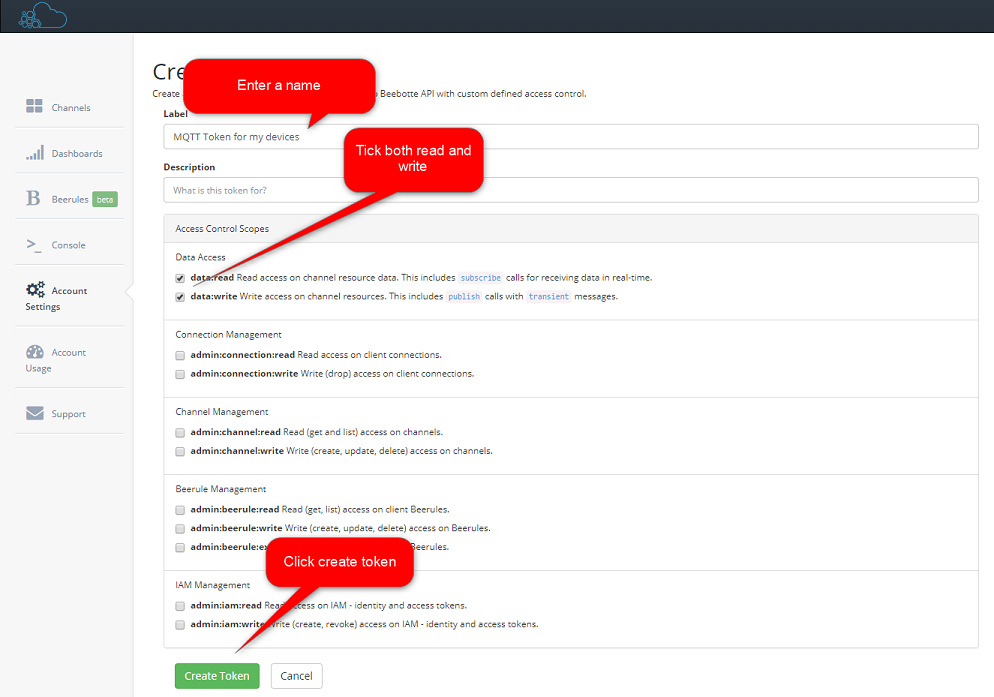 Cre
Enter a name
Create
o Beebotte API with custom defined access control.
Channels
Label
MQTT Token for my devices
Tick both read and
write
Dashboards
Description
What is this token for?
Beerules beta
Access Control Scopes
Console
Data Access
data:read Read access on channel resource data. This includes subscribe calls for receiving data in real-time.
data:write Write access on channel resources. This includes publish calls with transient messages.
Account
Settings
Connection Management
admin:connection:read Read access on client connections.
admin:connection:write Write (drop) access on client connections.
Account
Usage
Channel Management
admin:channel:read Read (get and list) access on channels.
admin:channel:write Write (create, update, delete) access on channels.
Support
Beerule Management
admin:beerule:read Read (get, list) access on client Beerules.
admin:beerule:write Write (create, update, delete) access on Beerules.
admin:beerule:e
Beerules.
Click create token
IAM Management
admin:iam:read Read access on IAM - identity and access tokens.
admin:iam:write Write (create, revoke) access on IAM - identity and access tokens.
Create Token
Cancel